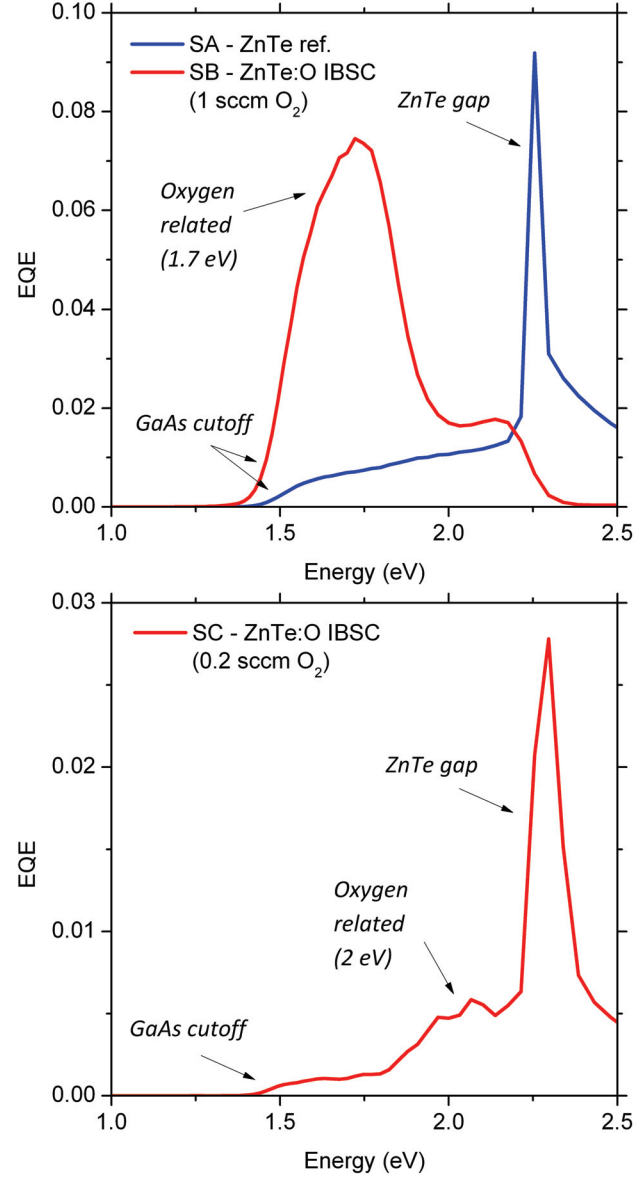 0.10
SA - ZnTe ref.
SB - ZnTe:O IBSC
(1 sccm O₂)
ZnTe gap
0.08
Oxygen
related
(1.7 eV)
0.06
EQE
0.04
GaAs cutoff
0.02
0.00
1.0 1.5 2.0 2.5
Energy (eV)
0.03
SC - ZnTe:O IBSC
(0.2 sccm O₂)
ZnTe gap
0.02
EQE
Oxygen
related
(2 eV)
0.01
GaAs cutoff
0.00
1.0 1.5 2.0 2.5
Energy (eV)